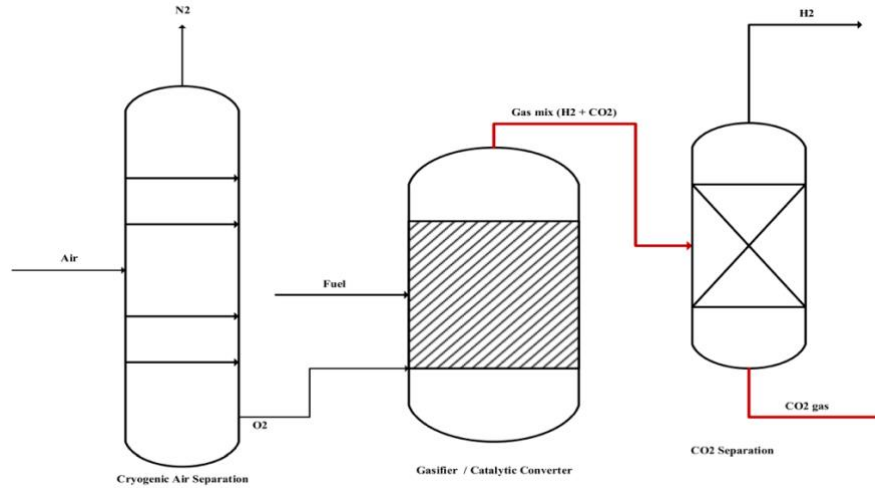 N2
H2
Gas mix (H2 + CO2)
Air
Fuel
O2
CO2 gas
CO2 Separation
Gasifier / Catalytic Converter
Cryogenic Air Separation